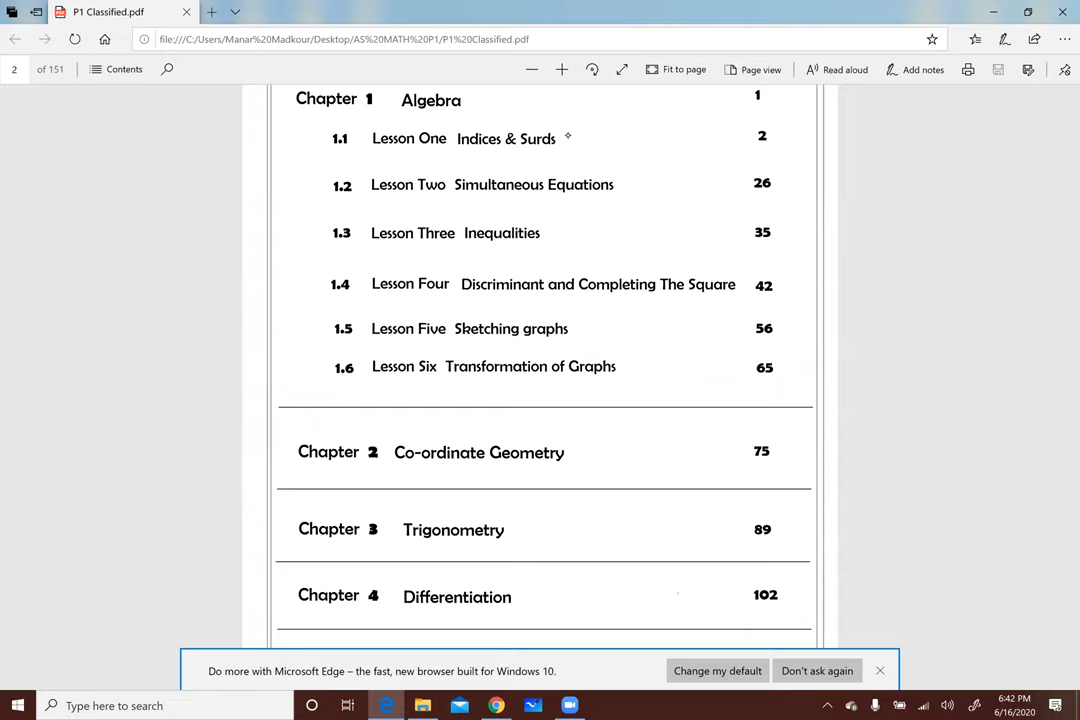 P1 Classified.pdf
file:///C:/Users/Manar%20Madkour/Desktop/AS%20MATH%20P1/P1%20Classified.pdf
2 of 151 Contents Fit to page Page view Read aloud Add notes
Chapter 1 Algebra 1
1.1 Lesson One Indices & Surds 2
1.2 Lesson Two Simultaneous Equations 26
1.3 Lesson Three Inequalities 35
1.4 Lesson Four Discriminant and Completing The Square 42
1.5 Lesson Five Sketching graphs 56
1.6 Lesson Six Transformation of Graphs 65
Chapter 2 Co-ordinate Geometry 75
Chapter 3 Trigonometry 89
Chapter 4 Differentiation 102
Do more with Microsoft Edge – the fast, new browser built for Windows 10. Change my default Don't ask again
Type here to search
6:42 PM
6/16/2020